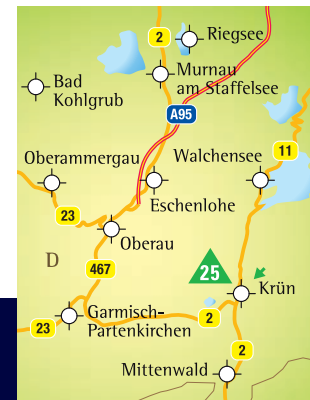 2
Riegsee
Murnau
am Staffelsee
Bad
Kohlgrub
A95
Oberammergau
Walchensee
11
Eschenlohe
23
Oberau
D
467
25
Krün
Garmisch-
Partenkirchen
23
2
2
Mittenwald